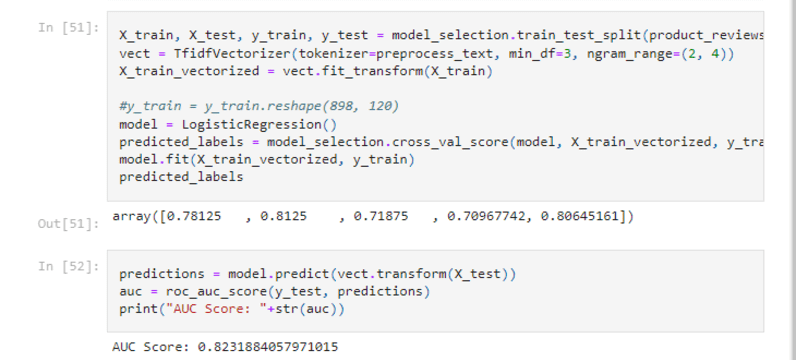 In [51]:
X_train, X_test, y_train, y_test = model_selection.train_test_split(product_reviews
vect = TfidfVectorizer(tokenizer=preprocess_text, min_df=3, ngram_range=(2, 4))
X_train_vectorized = vect.fit_transform(X_train)
#y_train = y_train.reshape(898, 120)
model = LogisticRegression()
predicted_labels = model_selection.cross_val_score(model, X_train_vectorized, y_tra
model.fit(X_train_vectorized, y_train)
predicted_labels
Out[51]:
array([0.78125   , 0.8125    , 0.71875   , 0.70967742, 0.80645161])
In [52]:
predictions = model.predict(vect.transform(X_test))
auc = roc_auc_score(y_test, predictions)
print("AUC Score: "+str(auc))
AUC Score: 0.8231884057971015